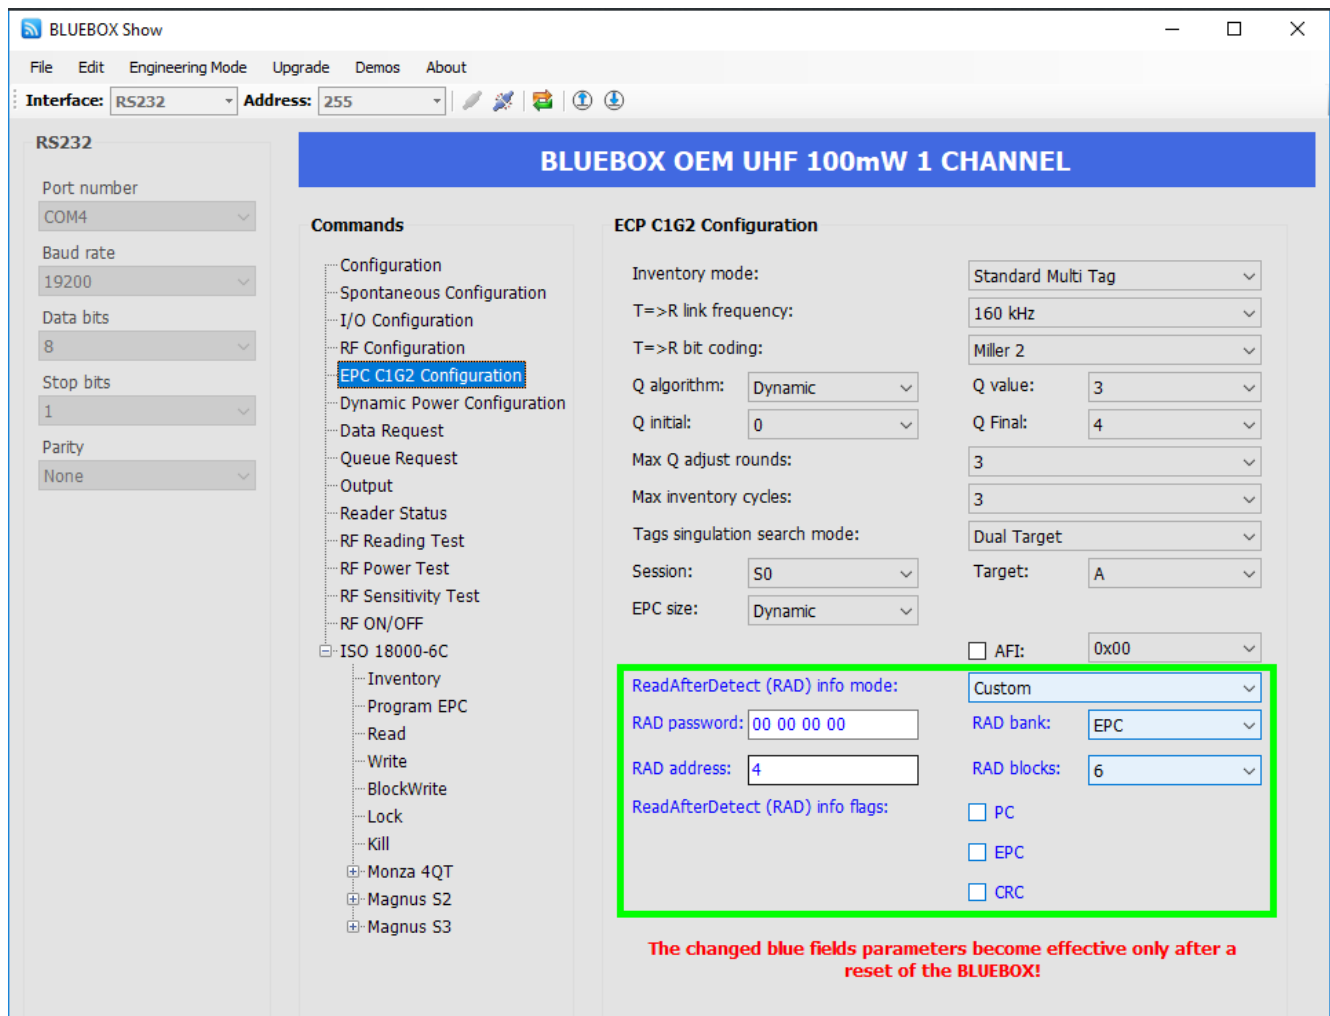 BLUEBOX Show
File Edit Engineering Mode Upgrade Demos About
Interface: RS232 Address: 255
RS232
Port number
COM4
Baud rate
19200
Data bits
8
Stop bits
1
Parity
None
BLUEBOX OEM UHF 100mW 1 CHANNEL
Commands
Configuration
Spontaneous Configuration
I/O Configuration
RF Configuration
EPC C1G2 Configuration
Dynamic Power Configuration
Data Request
Queue Request
Output
Reader Status
RF Reading Test
RF Power Test
RF Sensitivity Test
RF ON/OFF
ISO 18000-6C
Inventory
Program EPC
Read
Write
BlockWrite
Lock
Kill
Monza 4QT
Magnus S2
Magnus S3
ECP C1G2 Configuration
Inventory mode: Standard Multi Tag
T=>R link frequency: 160 kHz
T=>R bit coding: Miller 2
Q algorithm: Dynamic Q value: 3
Q initial: 0 Q Final: 4
Max Q adjust rounds: 3
Max inventory cycles: 3
Tags singulation search mode: Dual Target
Session: S0 Target: A
EPC size: Dynamic
AFI: 0x00
ReadAfterDetect (RAD) info mode: Custom
RAD password: 00 00 00 00 RAD bank: EPC
RAD address: 4 RAD blocks: 6
ReadAfterDetect (RAD) info flags: PC
EPC
CRC
The changed blue fields parameters become effective only after a
reset of the BLUEBOX!